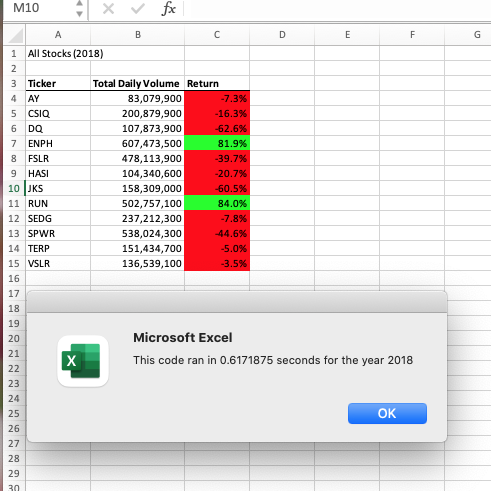 M10 fx
A B C D E F G
1 All Stocks (2018)
2
3 Ticker Total Daily Volume Return
4 AY 83,079,900 -7.3%
5 CSIQ 200,879,900 -16.3%
6 DQ 107,873,900 -62.6%
7 ENPH 607,473,500 81.9%
8 FSLR 478,113,900 -39.7%
9 HASI 104,340,600 -20.7%
10 JKS 158,309,000 -60.5%
11 RUN 502,757,100 84.0%
12 SEDG 237,212,300 -7.8%
13 SPWR 538,024,300 -44.6%
14 TERP 151,434,700 -5.0%
15 VSLR 136,539,100 -3.5%
16
17
18
19
20 Microsoft Excel
21 X This code ran in 0.6171875 seconds for the year 2018
22
23
24
25 OK
26
27
28
29
30